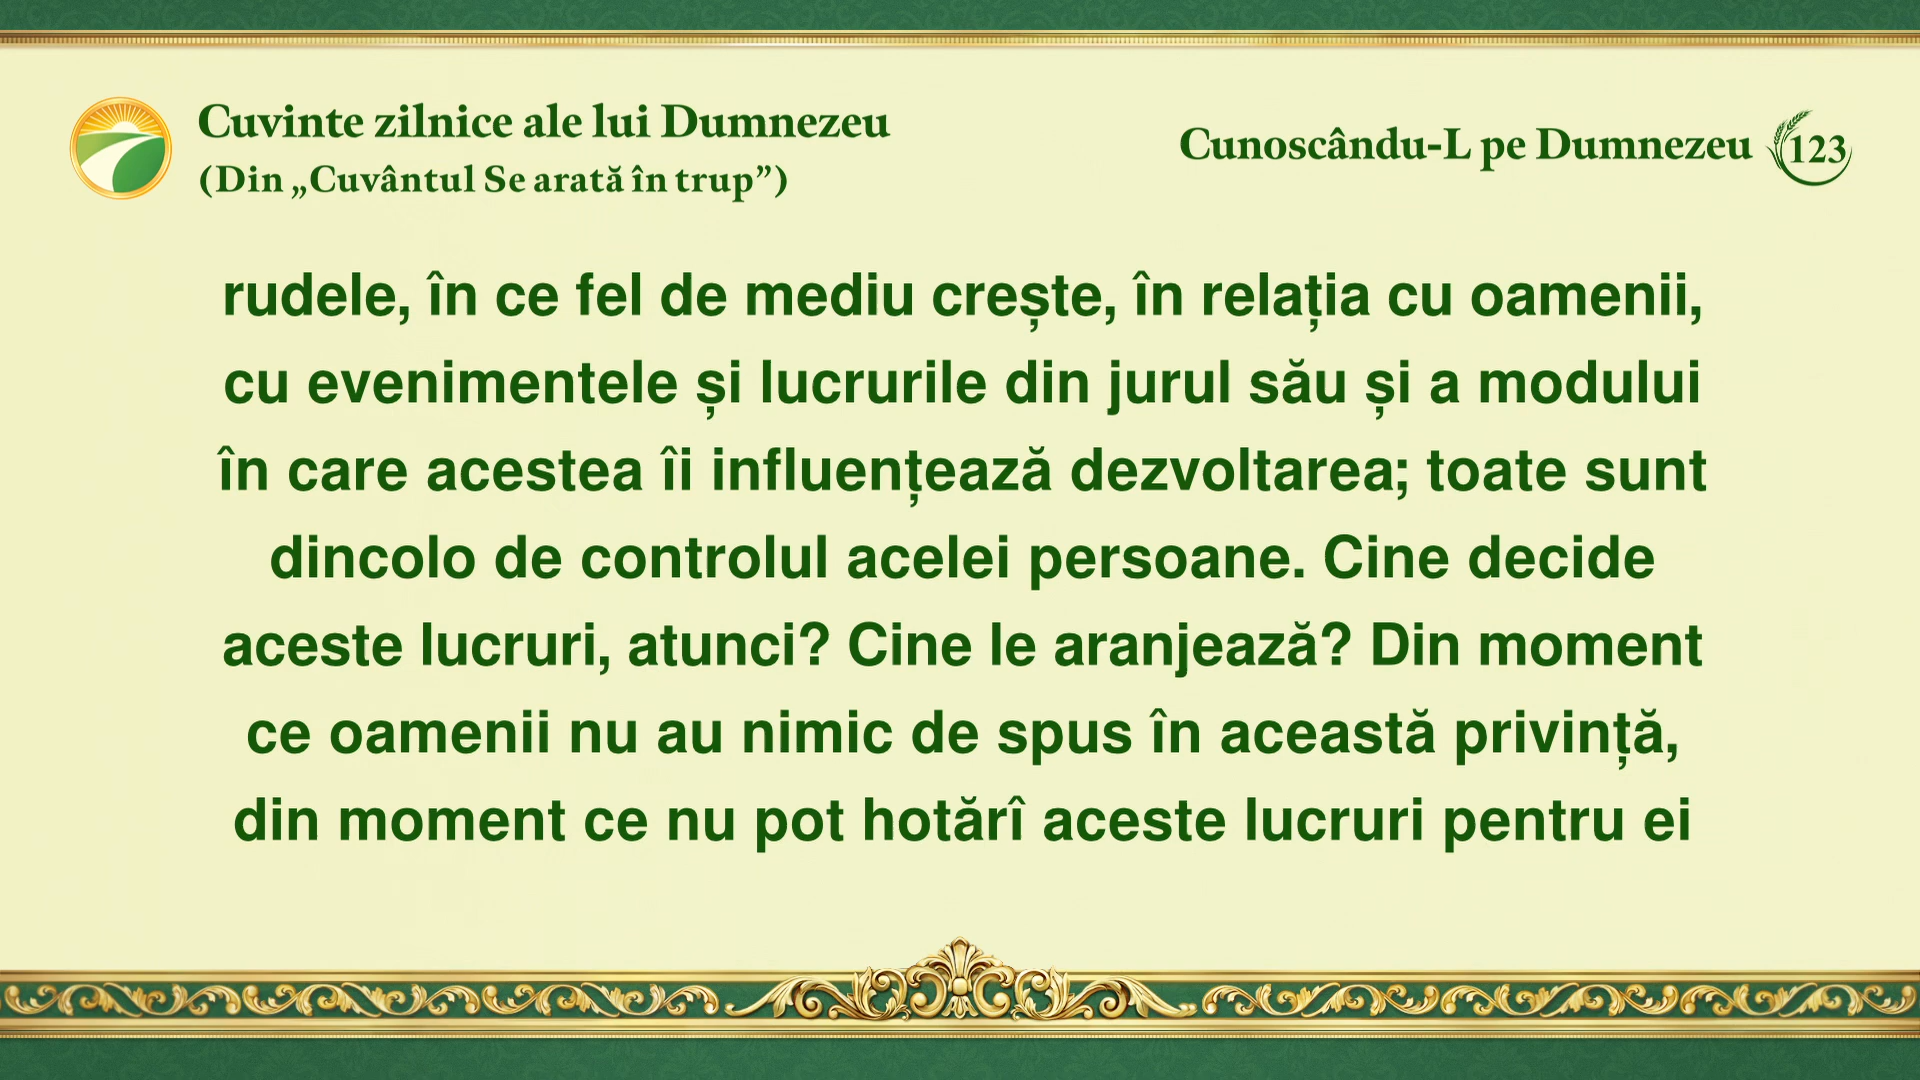 Cuvinte zilnice ale lui Dumnezeu
(Din „Cuvântul Se arată în trup”)
Cunoscându-L pe Dumnezeu 123
rudele, în ce fel de mediu crește, în relația cu oamenii,
cu evenimentele și lucrurile din jurul său și a modului
în care acestea îi influențează dezvoltarea; toate sunt
dincolo de controlul acelei persoane. Cine decide
aceste lucruri, atunci? Cine le aranjează? Din moment
ce oamenii nu au nimic de spus în această privință,
din moment ce nu pot hotărî aceste lucruri pentru ei